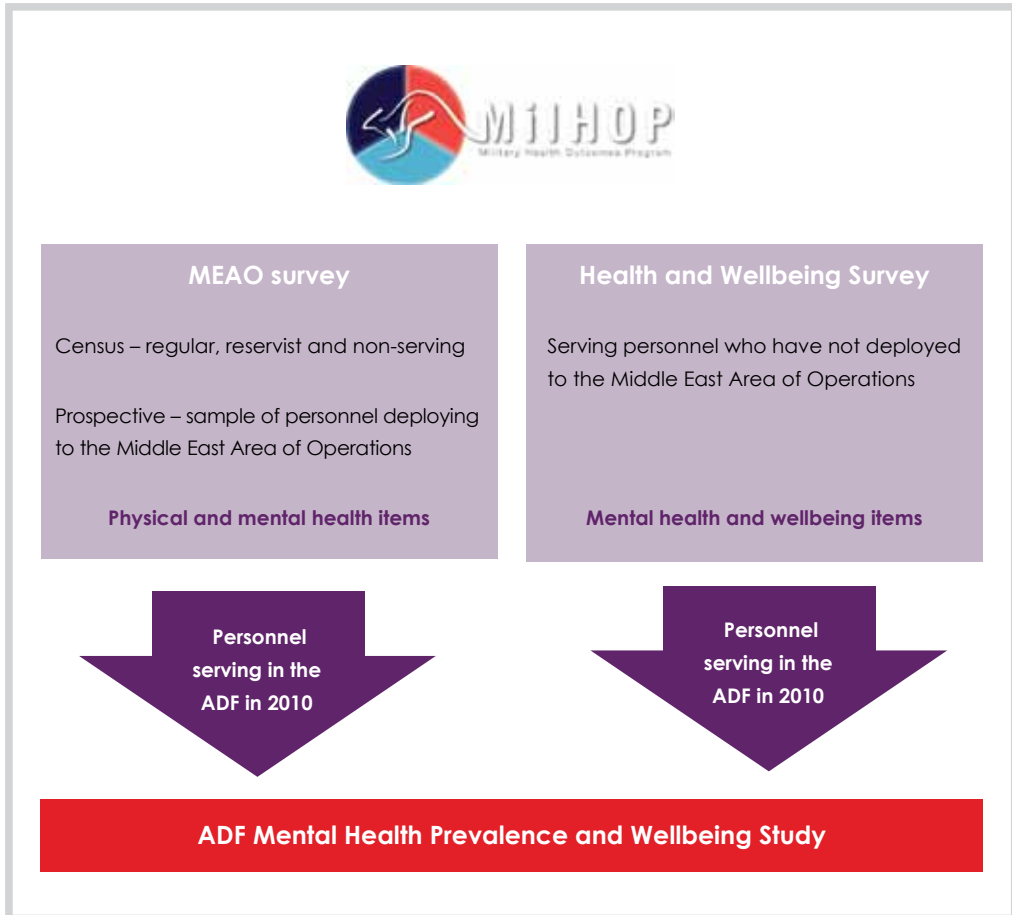 MilHOP
Military Health Outcomes Program
MEAO survey
Census – regular, reservist and non-serving
Prospective – sample of personnel deploying
to the Middle East Area of Operations
Physical and mental health items
Health and Wellbeing Survey
Serving personnel who have not deployed
to the Middle East Area of Operations
Mental health and wellbeing items
Personnel
serving in the
ADF in 2010
Personnel
serving in the
ADF in 2010
ADF Mental Health Prevalence and Wellbeing Study